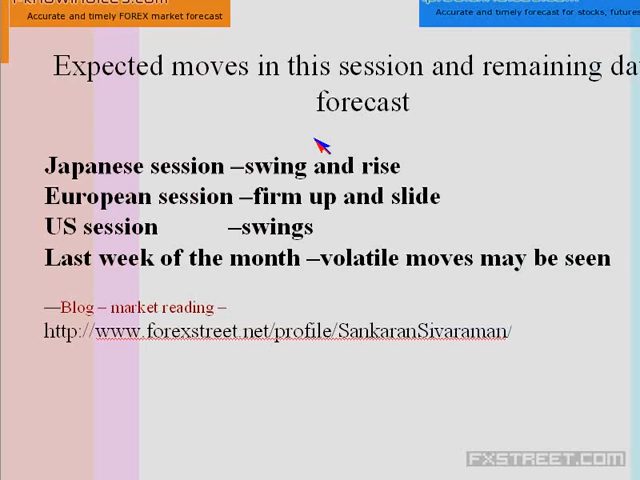 Accurate and timely FOREX market forecast
Accurate and timely forecast for stocks, futures
Expected moves in this session and remaining da
forecast
Japanese session –swing and rise
European session –firm up and slide
US session –swings
Last week of the month –volatile moves may be seen
—Blog – market reading –
http://www.forexstreet.net/profile/SankaranSivaraman/
FXSTREET.COM